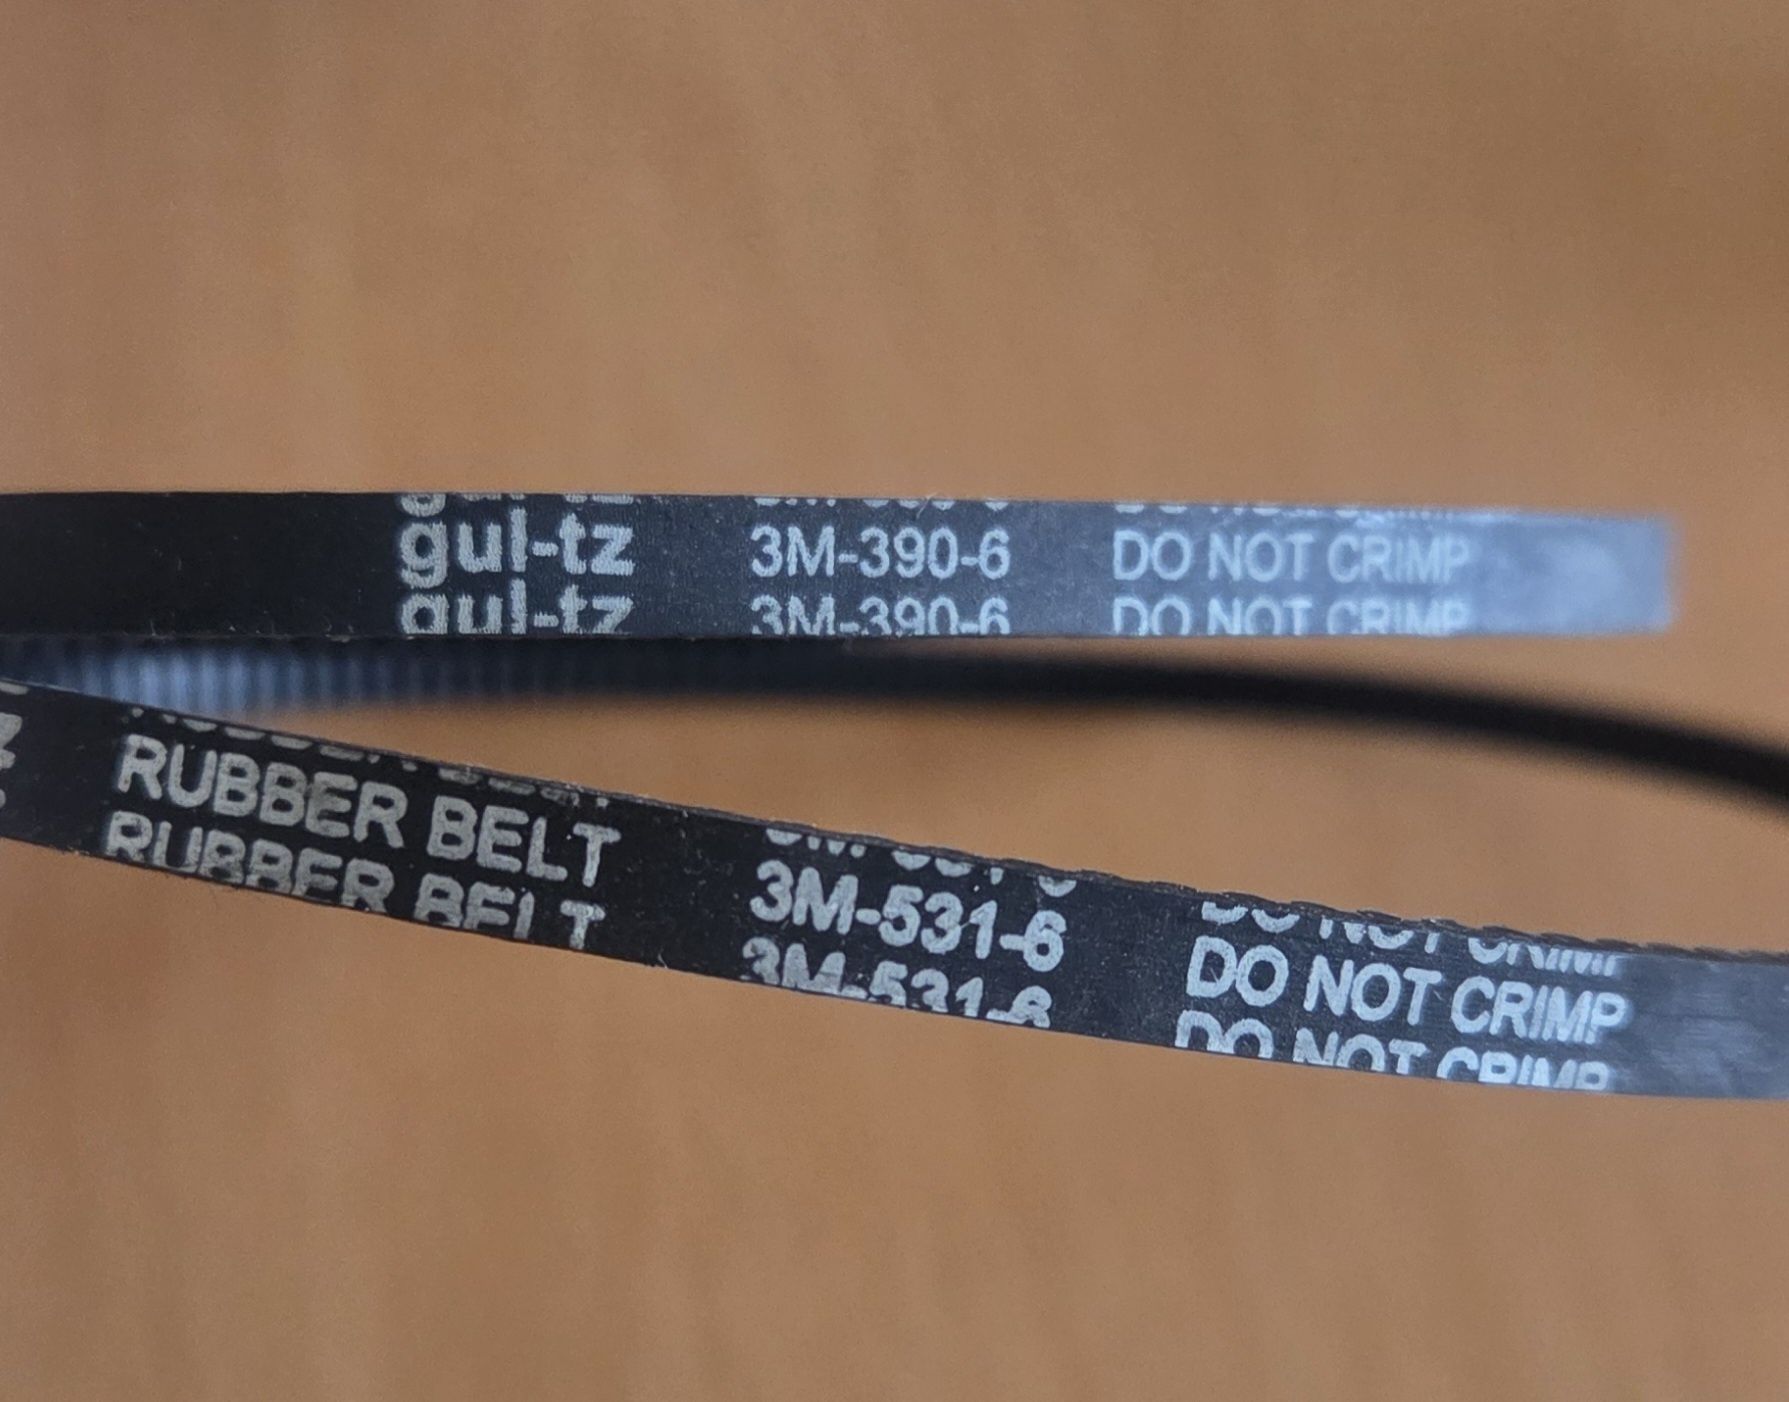 gul-tz 3M-390-6 DO NOT CRIMP
gul-tz 3M-390-6 DO NOT CRIMP
RUBBER BELT 3M-531-6 DO NOT CRIMP
RUBBER BELT 3M-531-6 DO NOT CRIMP